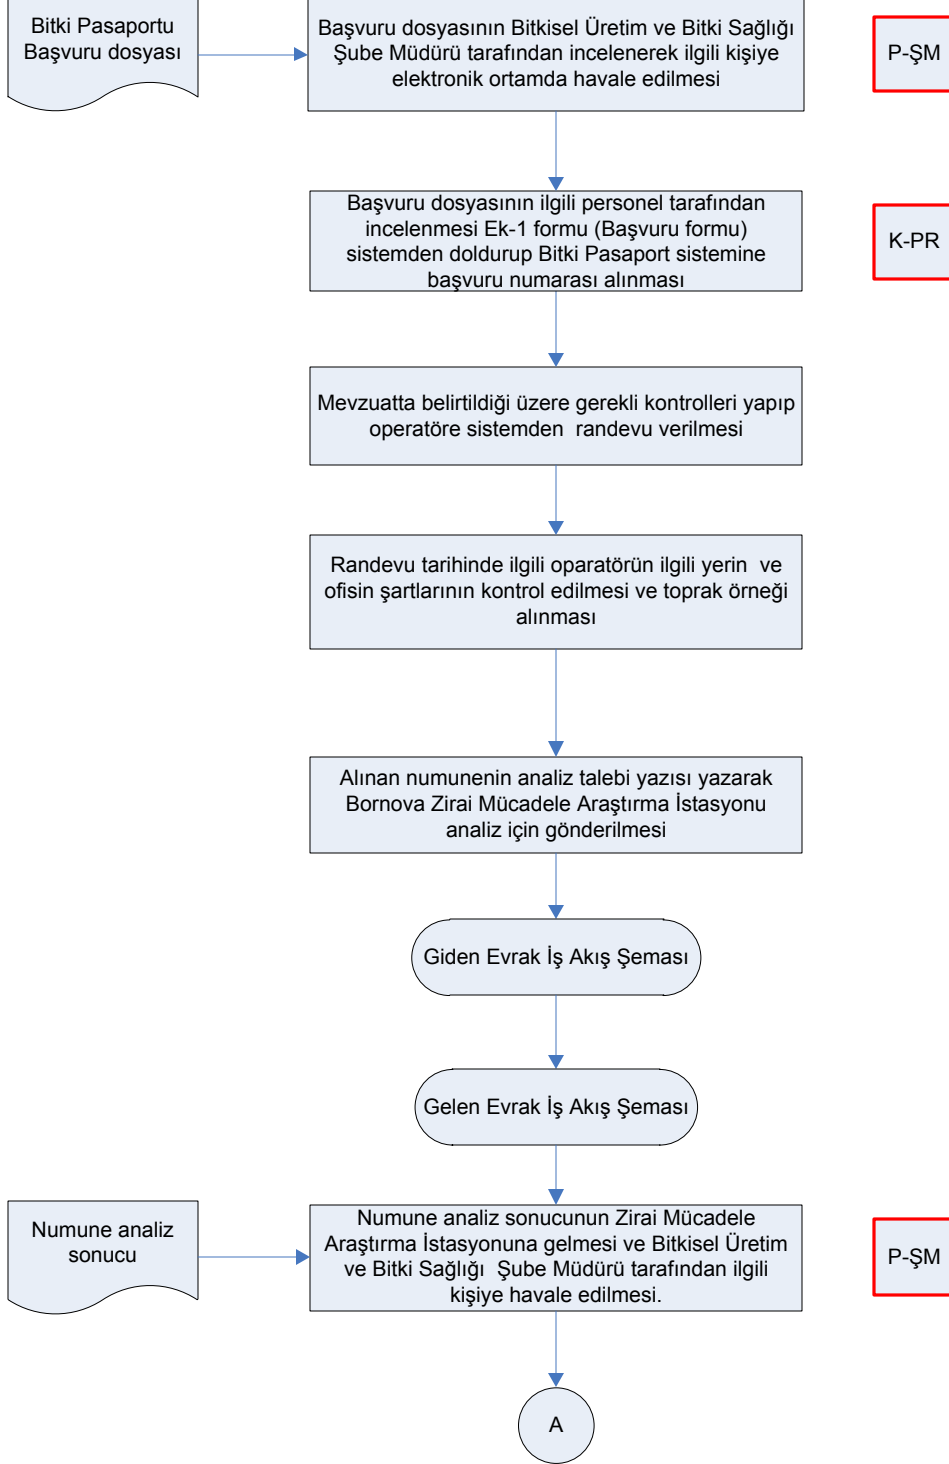 Bitki Pasaportu
Başvuru dosyası
Başvuru dosyasının Bitkisel Üretim ve Bitki Sağlığı
Şube Müdürü tarafından incelenerek ilgili kişiye
elektronik ortamda havale edilmesi
P-ŞM
Başvuru dosyasının ilgili personel tarafından
incelenmesi Ek-1 formu (Başvuru formu)
sistemden doldurup Bitki Pasaport sistemine
başvuru numarası alınması
K-PR
Mevzuatta belirtildiği üzere gerekli kontrolleri yapıp
operatöre sistemden  randevu verilmesi
Randevu tarihinde ilgili oparatörün ilgili yerin  ve
ofisin şartlarının kontrol edilmesi ve toprak örneği
alınması
Alınan numunenin analiz talebi yazısı yazarak
Bornova Zirai Mücadele Araştırma İstasyonu
analiz için gönderilmesi
Giden Evrak İş Akış Şeması
Gelen Evrak İş Akış Şeması
Numune analiz
sonucu
Numune analiz sonucunun Zirai Mücadele
Araştırma İstasyonuna gelmesi ve Bitkisel Üretim
ve Bitki Sağlığı  Şube Müdürü tarafından ilgili
kişiye havale edilmesi.
P-ŞM
A